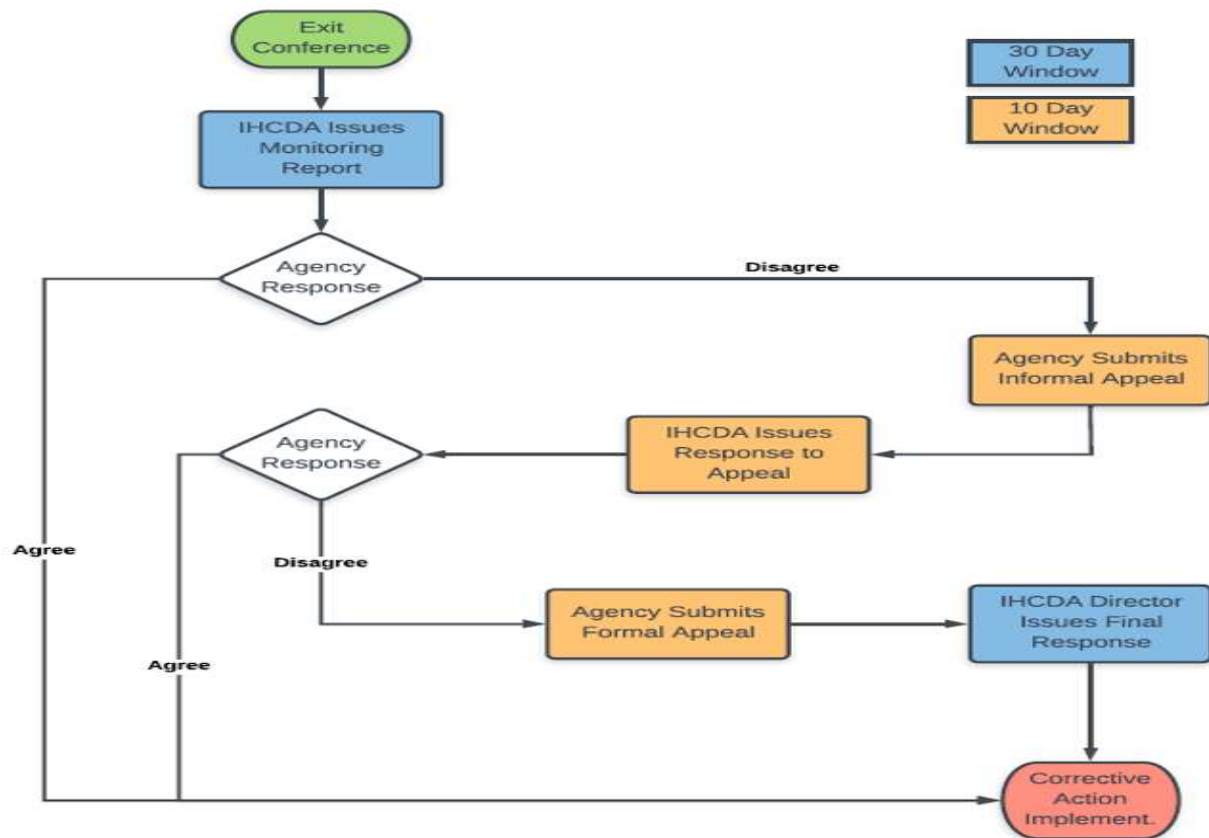 Exit
Conference
30 Day
Window
10 Day
Window
IHCDA Issues
Monitoring
Report
Agency
Response
Disagree
Agency Submits
Informal Appeal
IHCDA Issues
Response to
Appeal
Agency
Response
Agree
Disagree
Agency Submits
Formal Appeal
IHCDA Director
Issues Final
Response
Agree
Corrective
Action
Implement.